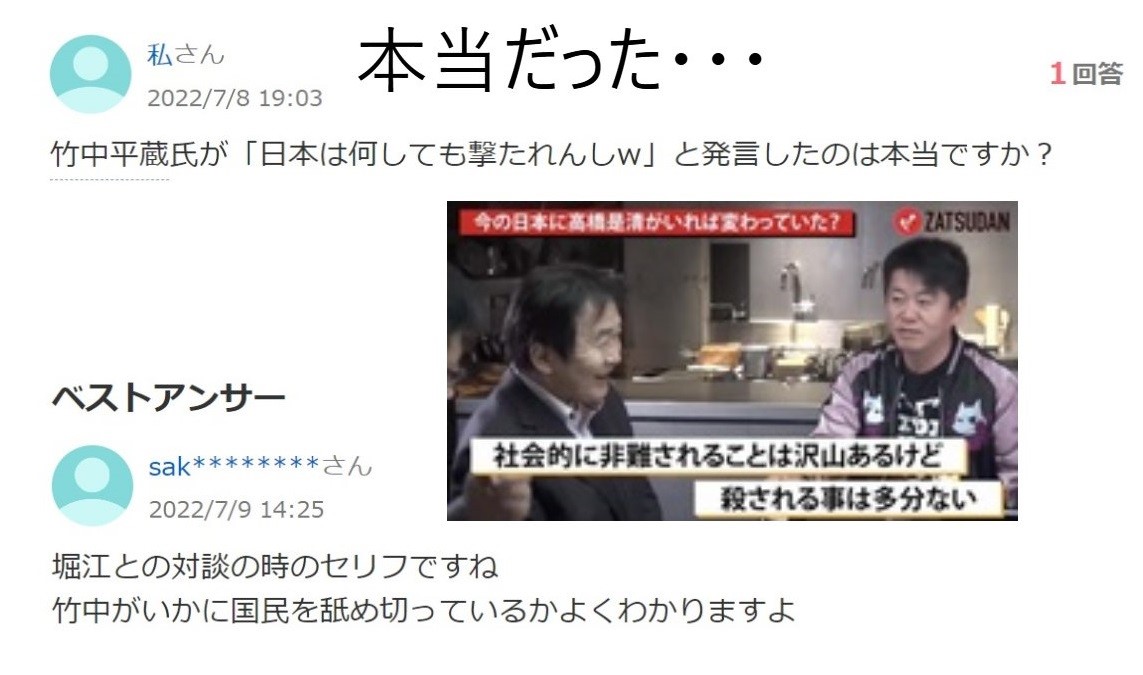 本当だった・・・
私さん
2022/7/8 19:03
1回答
竹中平蔵氏が「日本は何しても撃たれんしw」と発言したのは本当ですか？
今の日本に高橋是清がいれば変わっていた？
ZATSUDAN
社会的に非難されることは沢山あるけど
殺される事は多分ない
ベストアンサー
sak********さん
2022/7/9 14:25
堀江との対談の時のセリフですね
竹中がいかに国民を舐め切っているかよくわかりますよ